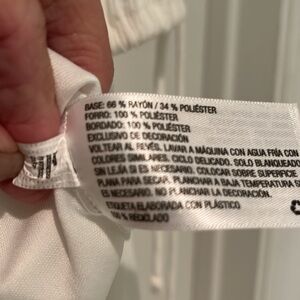 BASE: 66 % RAYÓN / 34 % POLIÉSTER
FORRO: 100 % POLIÉSTER
BORDADO: 100 % POLIÉSTER
EXCLUSIVO DE DECORACIÓN
VOLTEAR AL REVÉS. LAVAR A MÁQUINA CON AGUA FRÍA CON
COLORES SIMILARES. CICLO DELICADO. SOLO BLANQUEADO
SIN LEJÍA SI ES NECESARIO. COLOCAR SOBRE SUPERFICIE
PLANA PARA SECAR. PLANCHAR A BAJA TEMPERATURA SI
ES NECESARIO. NO PLANCHAR LA DECORACIÓN.
ETIQUETA ELABORADA CON PLÁSTICO
100 % RECICLADO